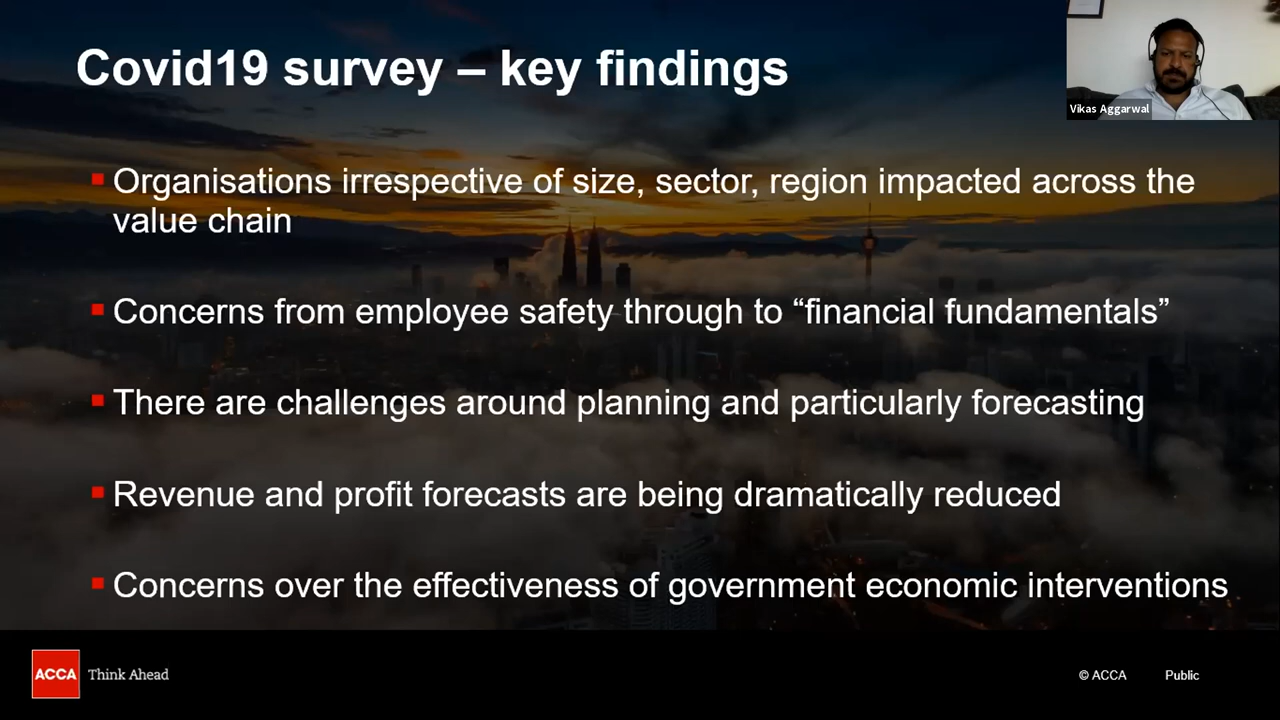 Covid19 survey – key findings
Vikas Aggarwal
Organisations irrespective of size, sector, region impacted across the
value chain
Concerns from employee safety through to “financial fundamentals”
There are challenges around planning and particularly forecasting
Revenue and profit forecasts are being dramatically reduced
Concerns over the effectiveness of government economic interventions
ACCA Think Ahead
© ACCA Public